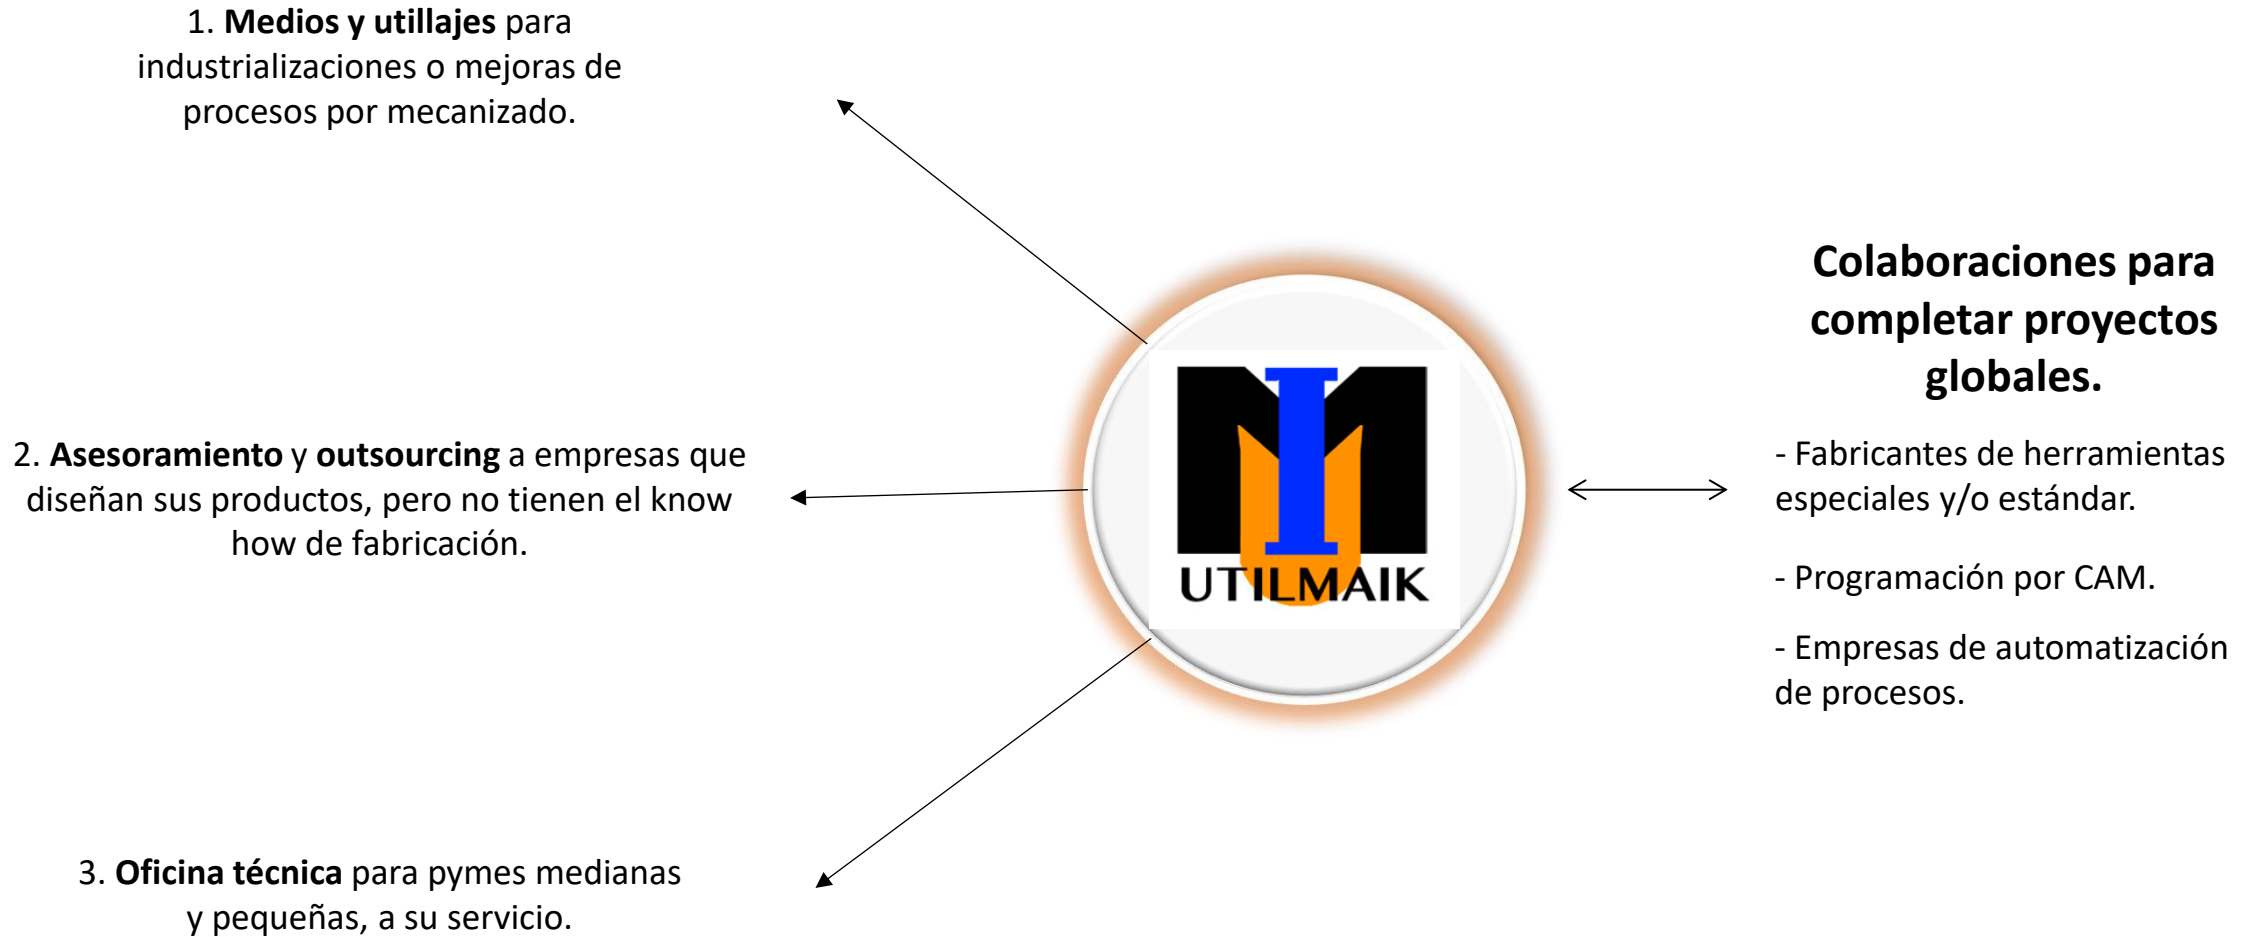 1. Medios y utillajes para
industrializaciones o mejoras de
procesos por mecanizado.
2. Asesoramiento y outsourcing a empresas que
diseñan sus productos, pero no tienen el know
how de fabricación.
3. Oficina técnica para pymes medianas
y pequeñas, a su servicio.
UTILMAIK
Colaboraciones para
completar proyectos
globales.
- Fabricantes de herramientas
especiales y/o estándar.
- Programación por CAM.
- Empresas de automatización
de procesos.